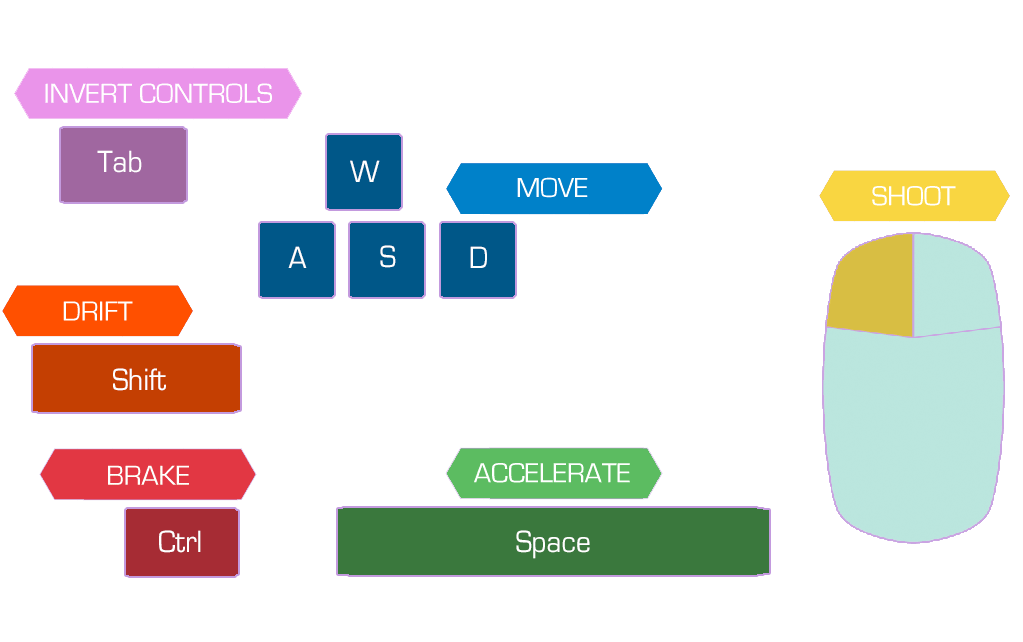 INVERT CONTROLS
Tab
W
MOVE
SHOOT
A
S
D
DRIFT
Shift
BRAKE
ACCELERATE
Ctrl
Space